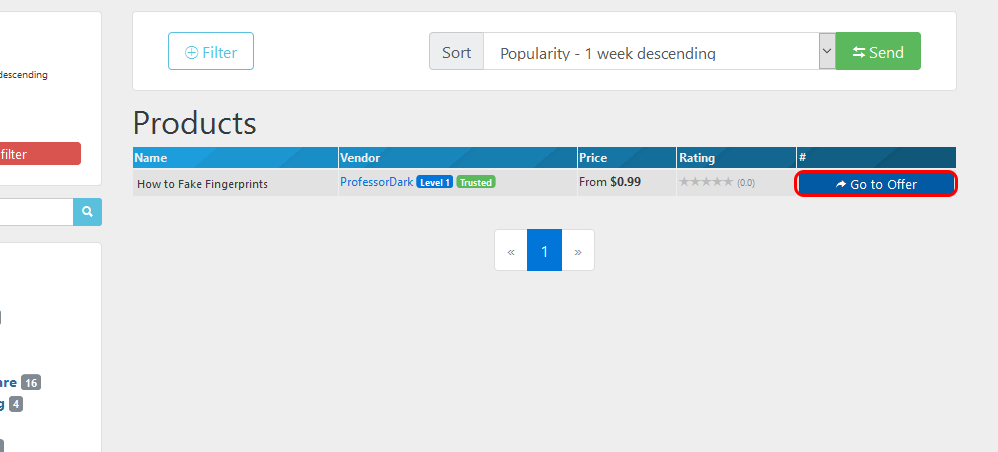 Filter
Sort Popularity - 1 week descending Send
descending
Products
filter
Name Vendor Price Rating #
How to Fake Fingerprints ProfessorDark Level 1 Trusted From $0.99 (0.0) Go to Offer
« 1 »
are 16
g 4